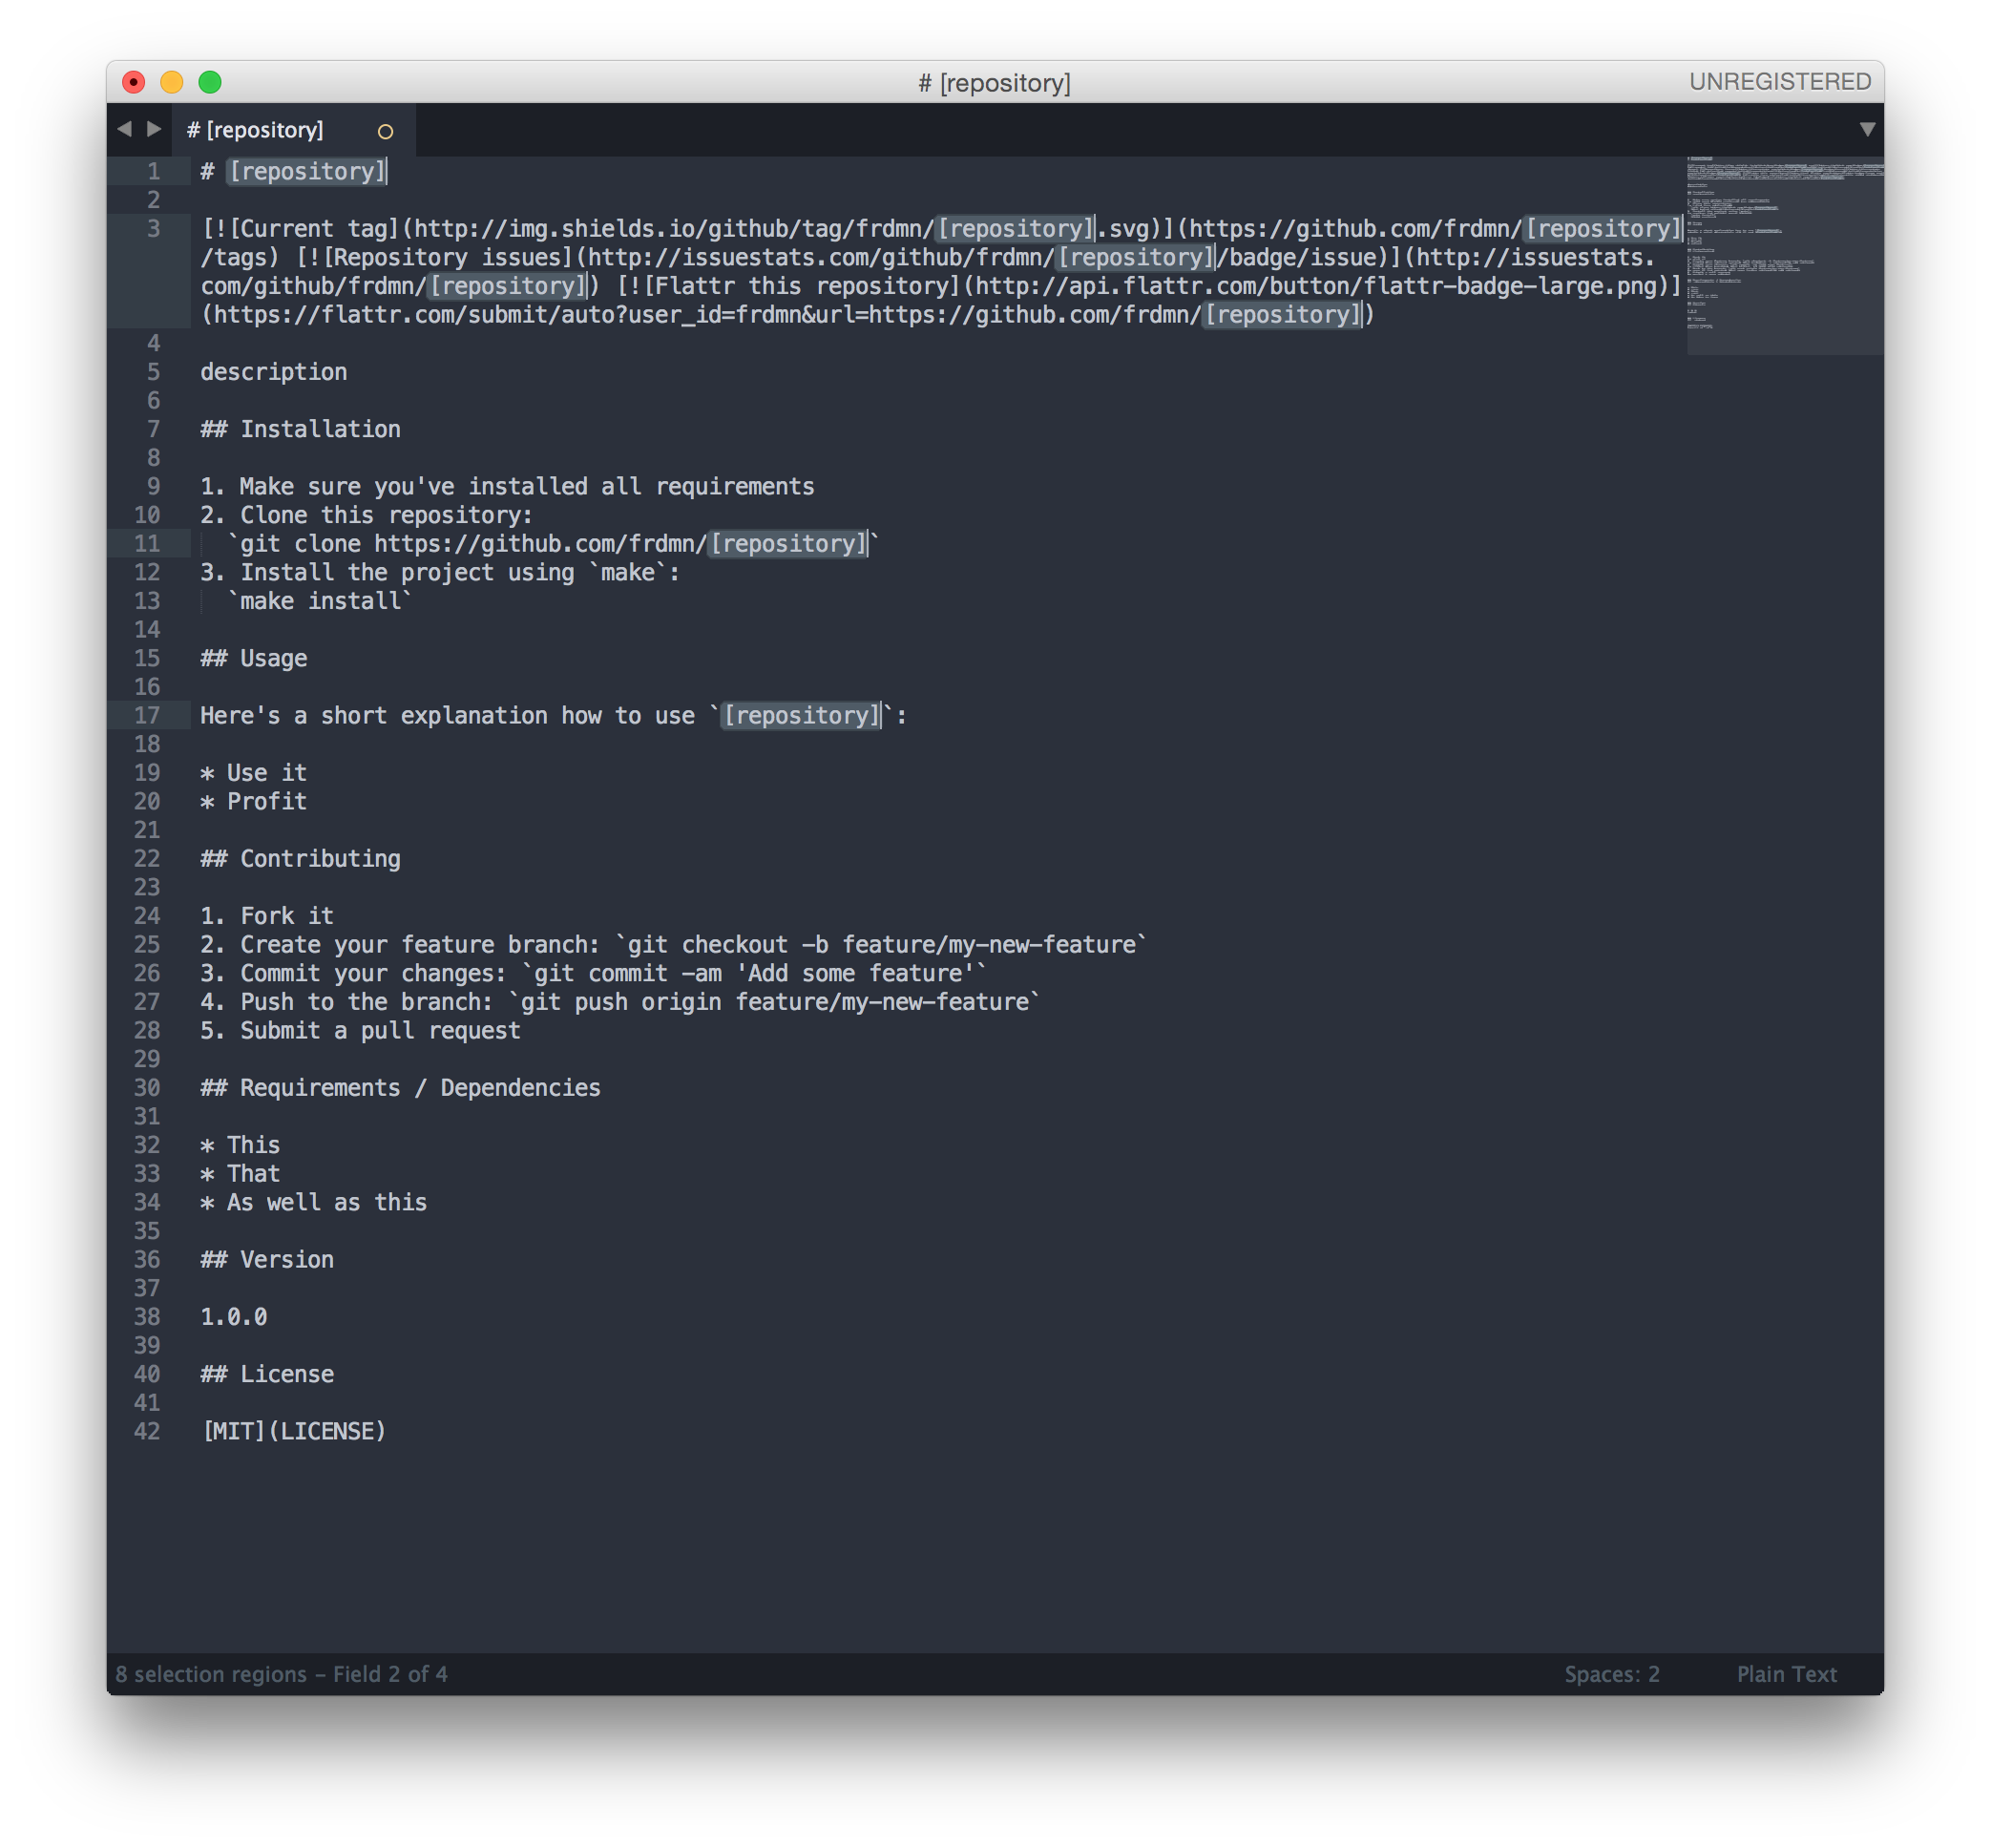 # [repository]
UNREGISTERED
# [repository]
1 # [repository]
2
3 [![Current tag](http://img.shields.io/github/tag/frdmn/[repository].svg)](https://github.com/frdmn/[repository]
/tags) [![Repository issues](http://issuestats.com/github/frdmn/[repository]/badge/issue)](http://issuestats.
com/github/frdmn/[repository]) [![Flattr this repository](http://api.flattr.com/button/flattr-badge-large.png)]
(https://flattr.com/submit/auto?user_id=frdmn&url=https://github.com/frdmn/[repository])
4
5 description
6
7 ## Installation
8
9 1. Make sure you've installed all requirements
10 2. Clone this repository:
11 `git clone https://github.com/frdmn/[repository]`
12 3. Install the project using `make`:
13 `make install`
14
15 ## Usage
16
17 Here's a short explanation how to use `[repository]`:
18
19 * Use it
20 * Profit
21
22 ## Contributing
23
24 1. Fork it
25 2. Create your feature branch: `git checkout -b feature/my-new-feature`
26 3. Commit your changes: `git commit -am 'Add some feature'`
27 4. Push to the branch: `git push origin feature/my-new-feature`
28 5. Submit a pull request
29
30 ## Requirements / Dependencies
31
32 * This
33 * That
34 * As well as this
35
36 ## Version
37
38 1.0.0
39
40 ## License
41
42 [MIT](LICENSE)
8 selection regions – Field 2 of 4
Spaces: 2
Plain Text